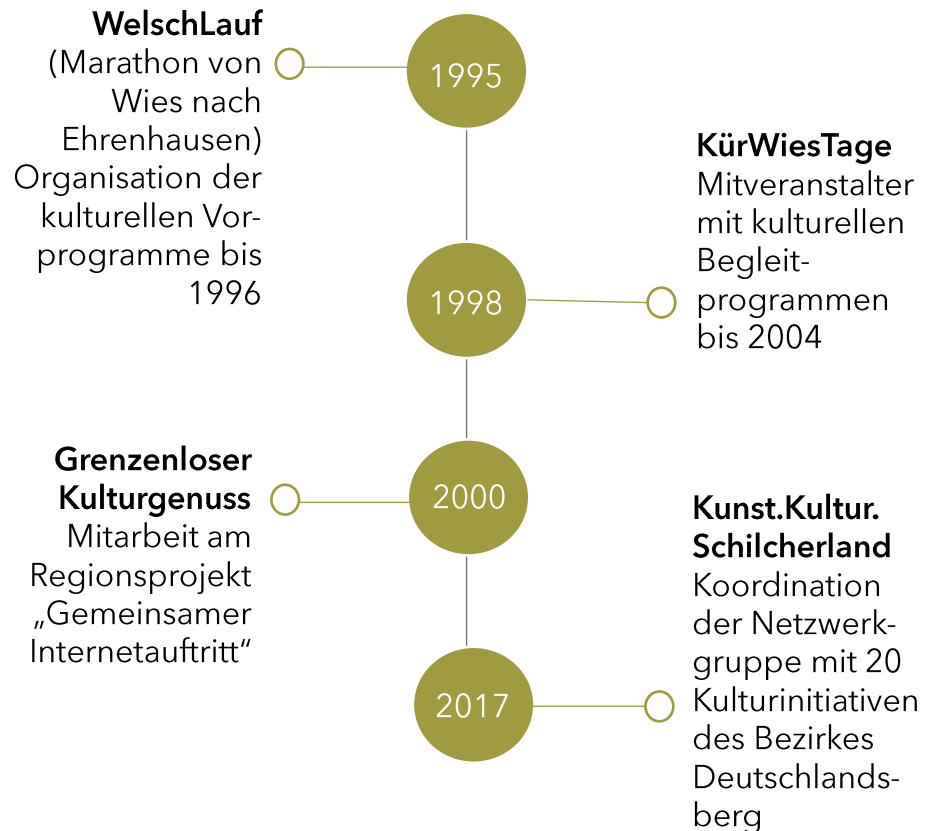 WelschLauf
(Marathon von
Wies nach
Ehrenhausen)
Organisation der
kulturellen Vor-
programme bis
1996
1995
KürWiesTage
Mitveranstalter
mit kulturellen
Begleit-
programmen
bis 2004
1998
Grenzenloser
Kulturgenuss
Mitarbeit am
Regionsprojekt
„Gemeinsamer
Internetauftritt“
2000
Kunst.Kultur.
Schilcherland
Koordination
der Netzwerk-
gruppe mit 20
Kulturinitiativen
des Bezirkes
Deutschlands-
berg
2017